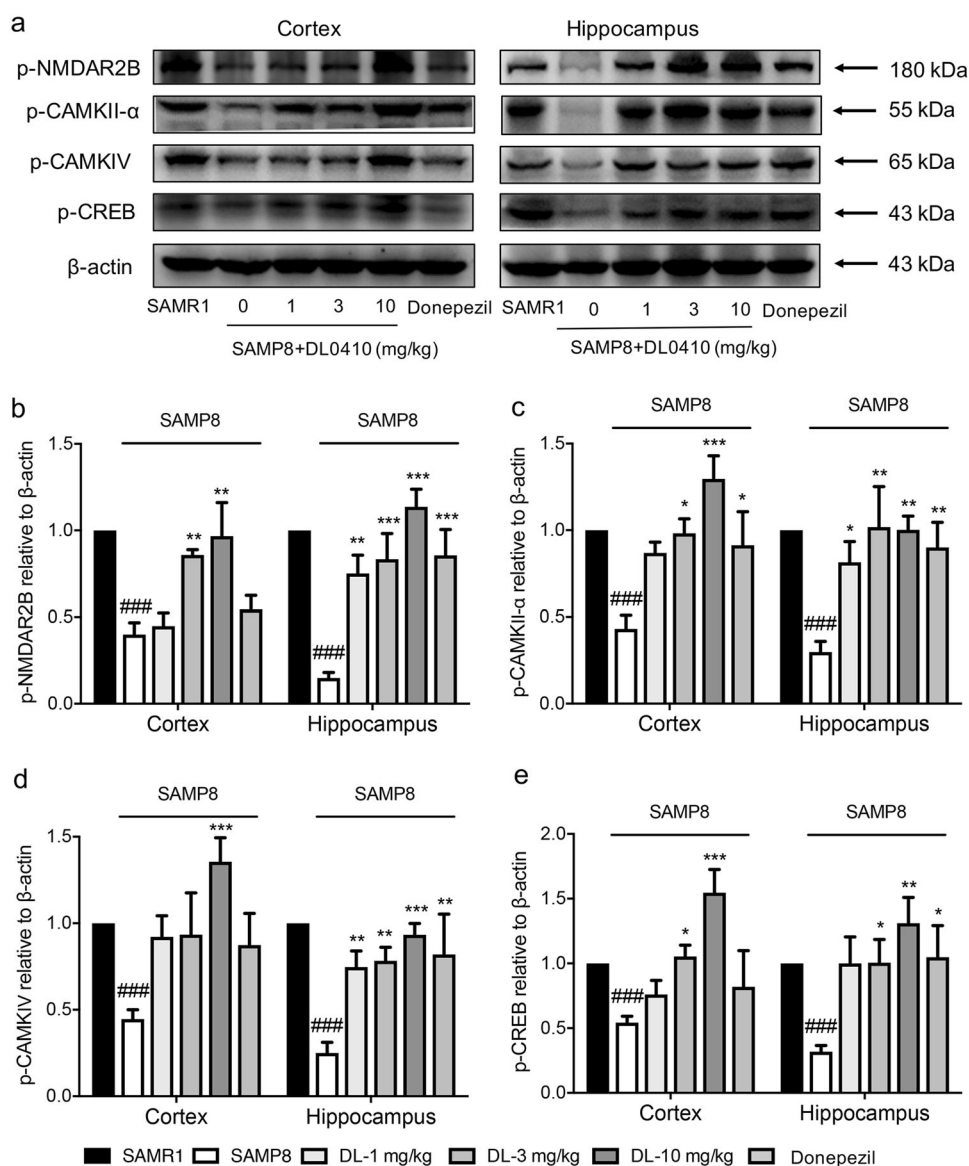 a
Cortex Hippocampus
p-NMDAR2B 180 kDa
p-CAMKII-α 55 kDa
p-CAMKIV 65 kDa
p-CREB 43 kDa
β-actin 43 kDa
SAMR1 0 1 3 10 Donepezil SAMR1 0 1 3 10 Donepezil
SAMP8+DL0410 (mg/kg) SAMP8+DL0410 (mg/kg)
b
SAMP8 SAMP8
p-NMDAR2B relative to β-actin
1.5
1.0
0.5
0.0
### ** ** ### ** *** *** ***
Cortex Hippocampus
c
SAMP8 SAMP8
p-CAMKII-α relative to β-actin
1.5
1.0
0.5
0.0
### * *** * ### * ** ** **
Cortex Hippocampus
d
SAMP8 SAMP8
p-CAMKIV relative to β-actin
1.5
1.0
0.5
0.0
### *** ### ** ** *** **
Cortex Hippocampus
e
SAMP8 SAMP8
p-CREB relative to β-actin
2.0
1.5
1.0
0.5
0.0
### * *** ### * ** *
Cortex Hippocampus
SAMR1 SAMP8 DL-1 mg/kg DL-3 mg/kg DL-10 mg/kg Donepezil